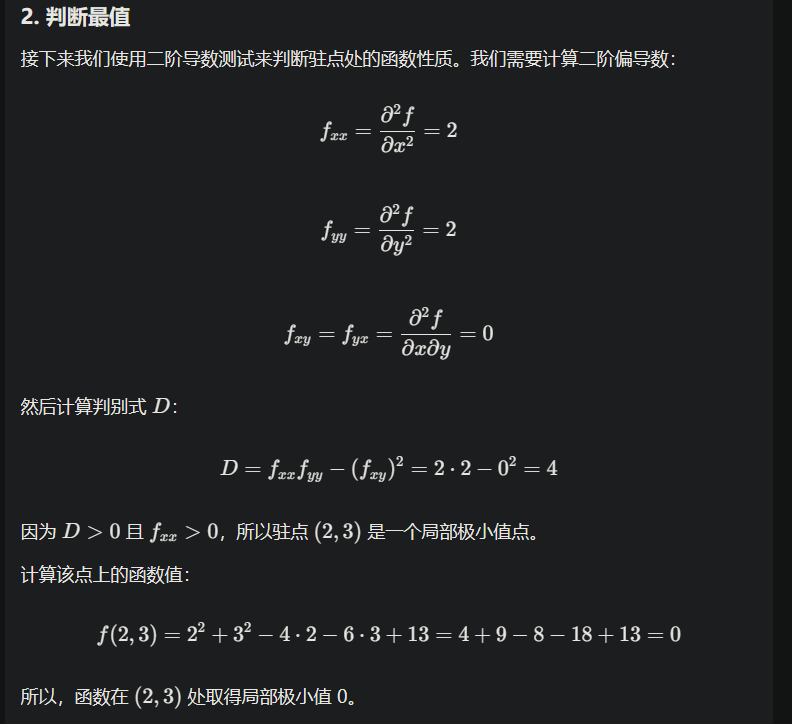 2. 判断最值
接下来我们使用二阶导数测试来判断驻点处的函数性质。我们需要计算二阶偏导数：
$f_{xx} = \frac{\partial^2 f}{\partial x^2} = 2$
$f_{yy} = \frac{\partial^2 f}{\partial y^2} = 2$
$f_{xy} = f_{yx} = \frac{\partial^2 f}{\partial x \partial y} = 0$
然后计算判别式 $D$：
$D = f_{xx} f_{yy} - (f_{xy})^2 = 2 \cdot 2 - 0^2 = 4$
因为 $D > 0$ 且 $f_{xx} > 0$，所以驻点 $(2, 3)$ 是一个局部极小值点。
计算该点上的函数值：
$f(2, 3) = 2^2 + 3^2 - 4 \cdot 2 - 6 \cdot 3 + 13 = 4 + 9 - 8 - 18 + 13 = 0$
所以，函数在 $(2, 3)$ 处取得局部极小值 0。